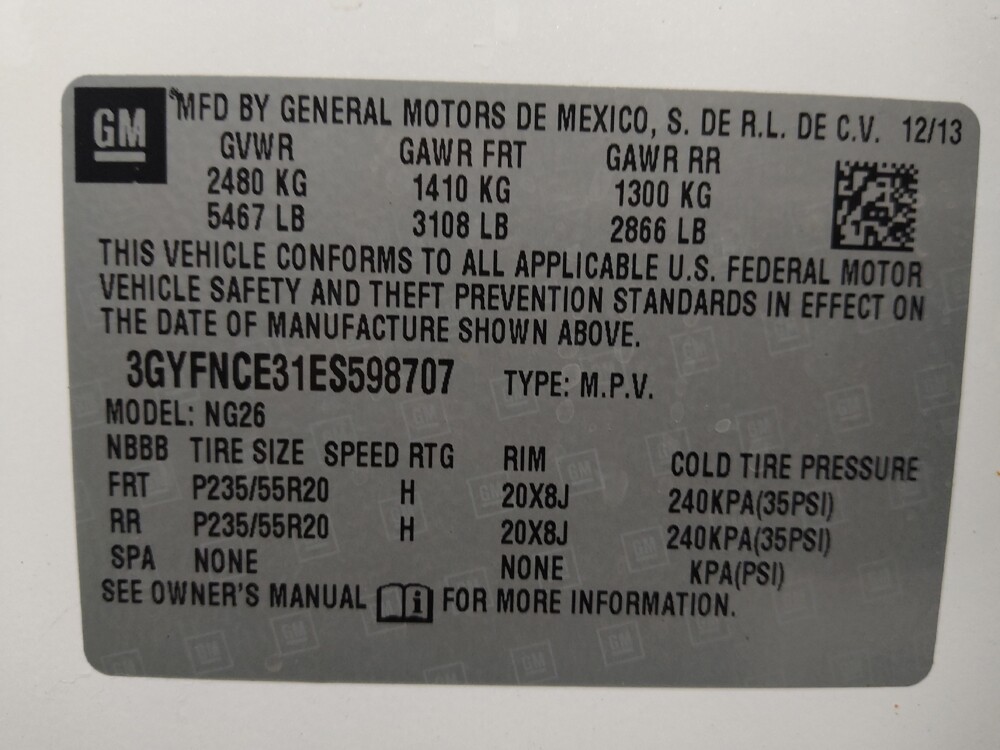 GM
MFD BY GENERAL MOTORS DE MEXICO, S. DE R.L. DE C.V. 12/13
GVWR GAWR FRT GAWR RR
2480 KG 1410 KG 1300 KG
5467 LB 3108 LB 2866 LB
THIS VEHICLE CONFORMS TO ALL APPLICABLE U.S. FEDERAL MOTOR
VEHICLE SAFETY AND THEFT PREVENTION STANDARDS IN EFFECT ON
THE DATE OF MANUFACTURE SHOWN ABOVE.
3GYFNCE31ES598707 TYPE: M.P.V.
MODEL: NG26
NBBB TIRE SIZE SPEED RTG RIM COLD TIRE PRESSURE
FRT P235/55R20 H 20X8J 240KPA(35PSI)
RR P235/55R20 H 20X8J 240KPA(35PSI)
SPA NONE NONE KPA(PSI)
SEE OWNER'S MANUAL i FOR MORE INFORMATION.